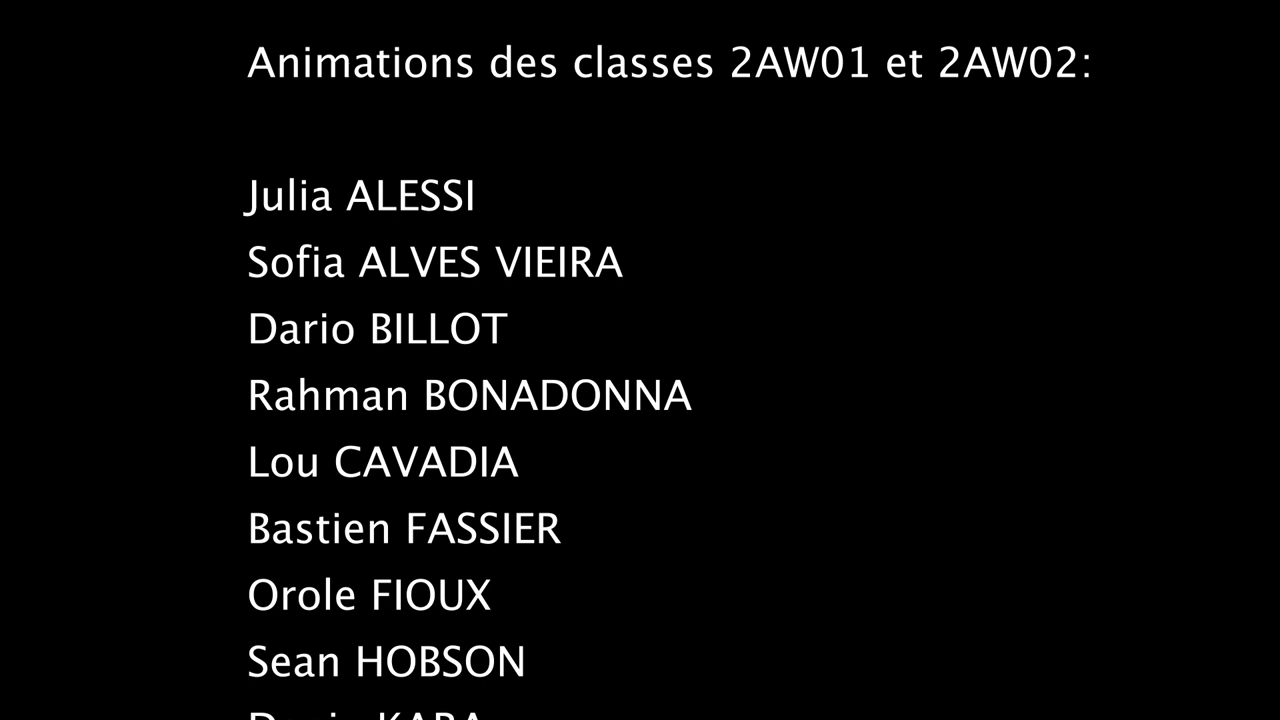 Animations des classes 2AW01 et 2AW02:
Julia ALESSI
Sofia ALVES VIEIRA
Dario BILLOT
Rahman BONADONNA
Lou CAVADIA
Bastien FASSIER
Orole FIOUX
Sean HOBSON